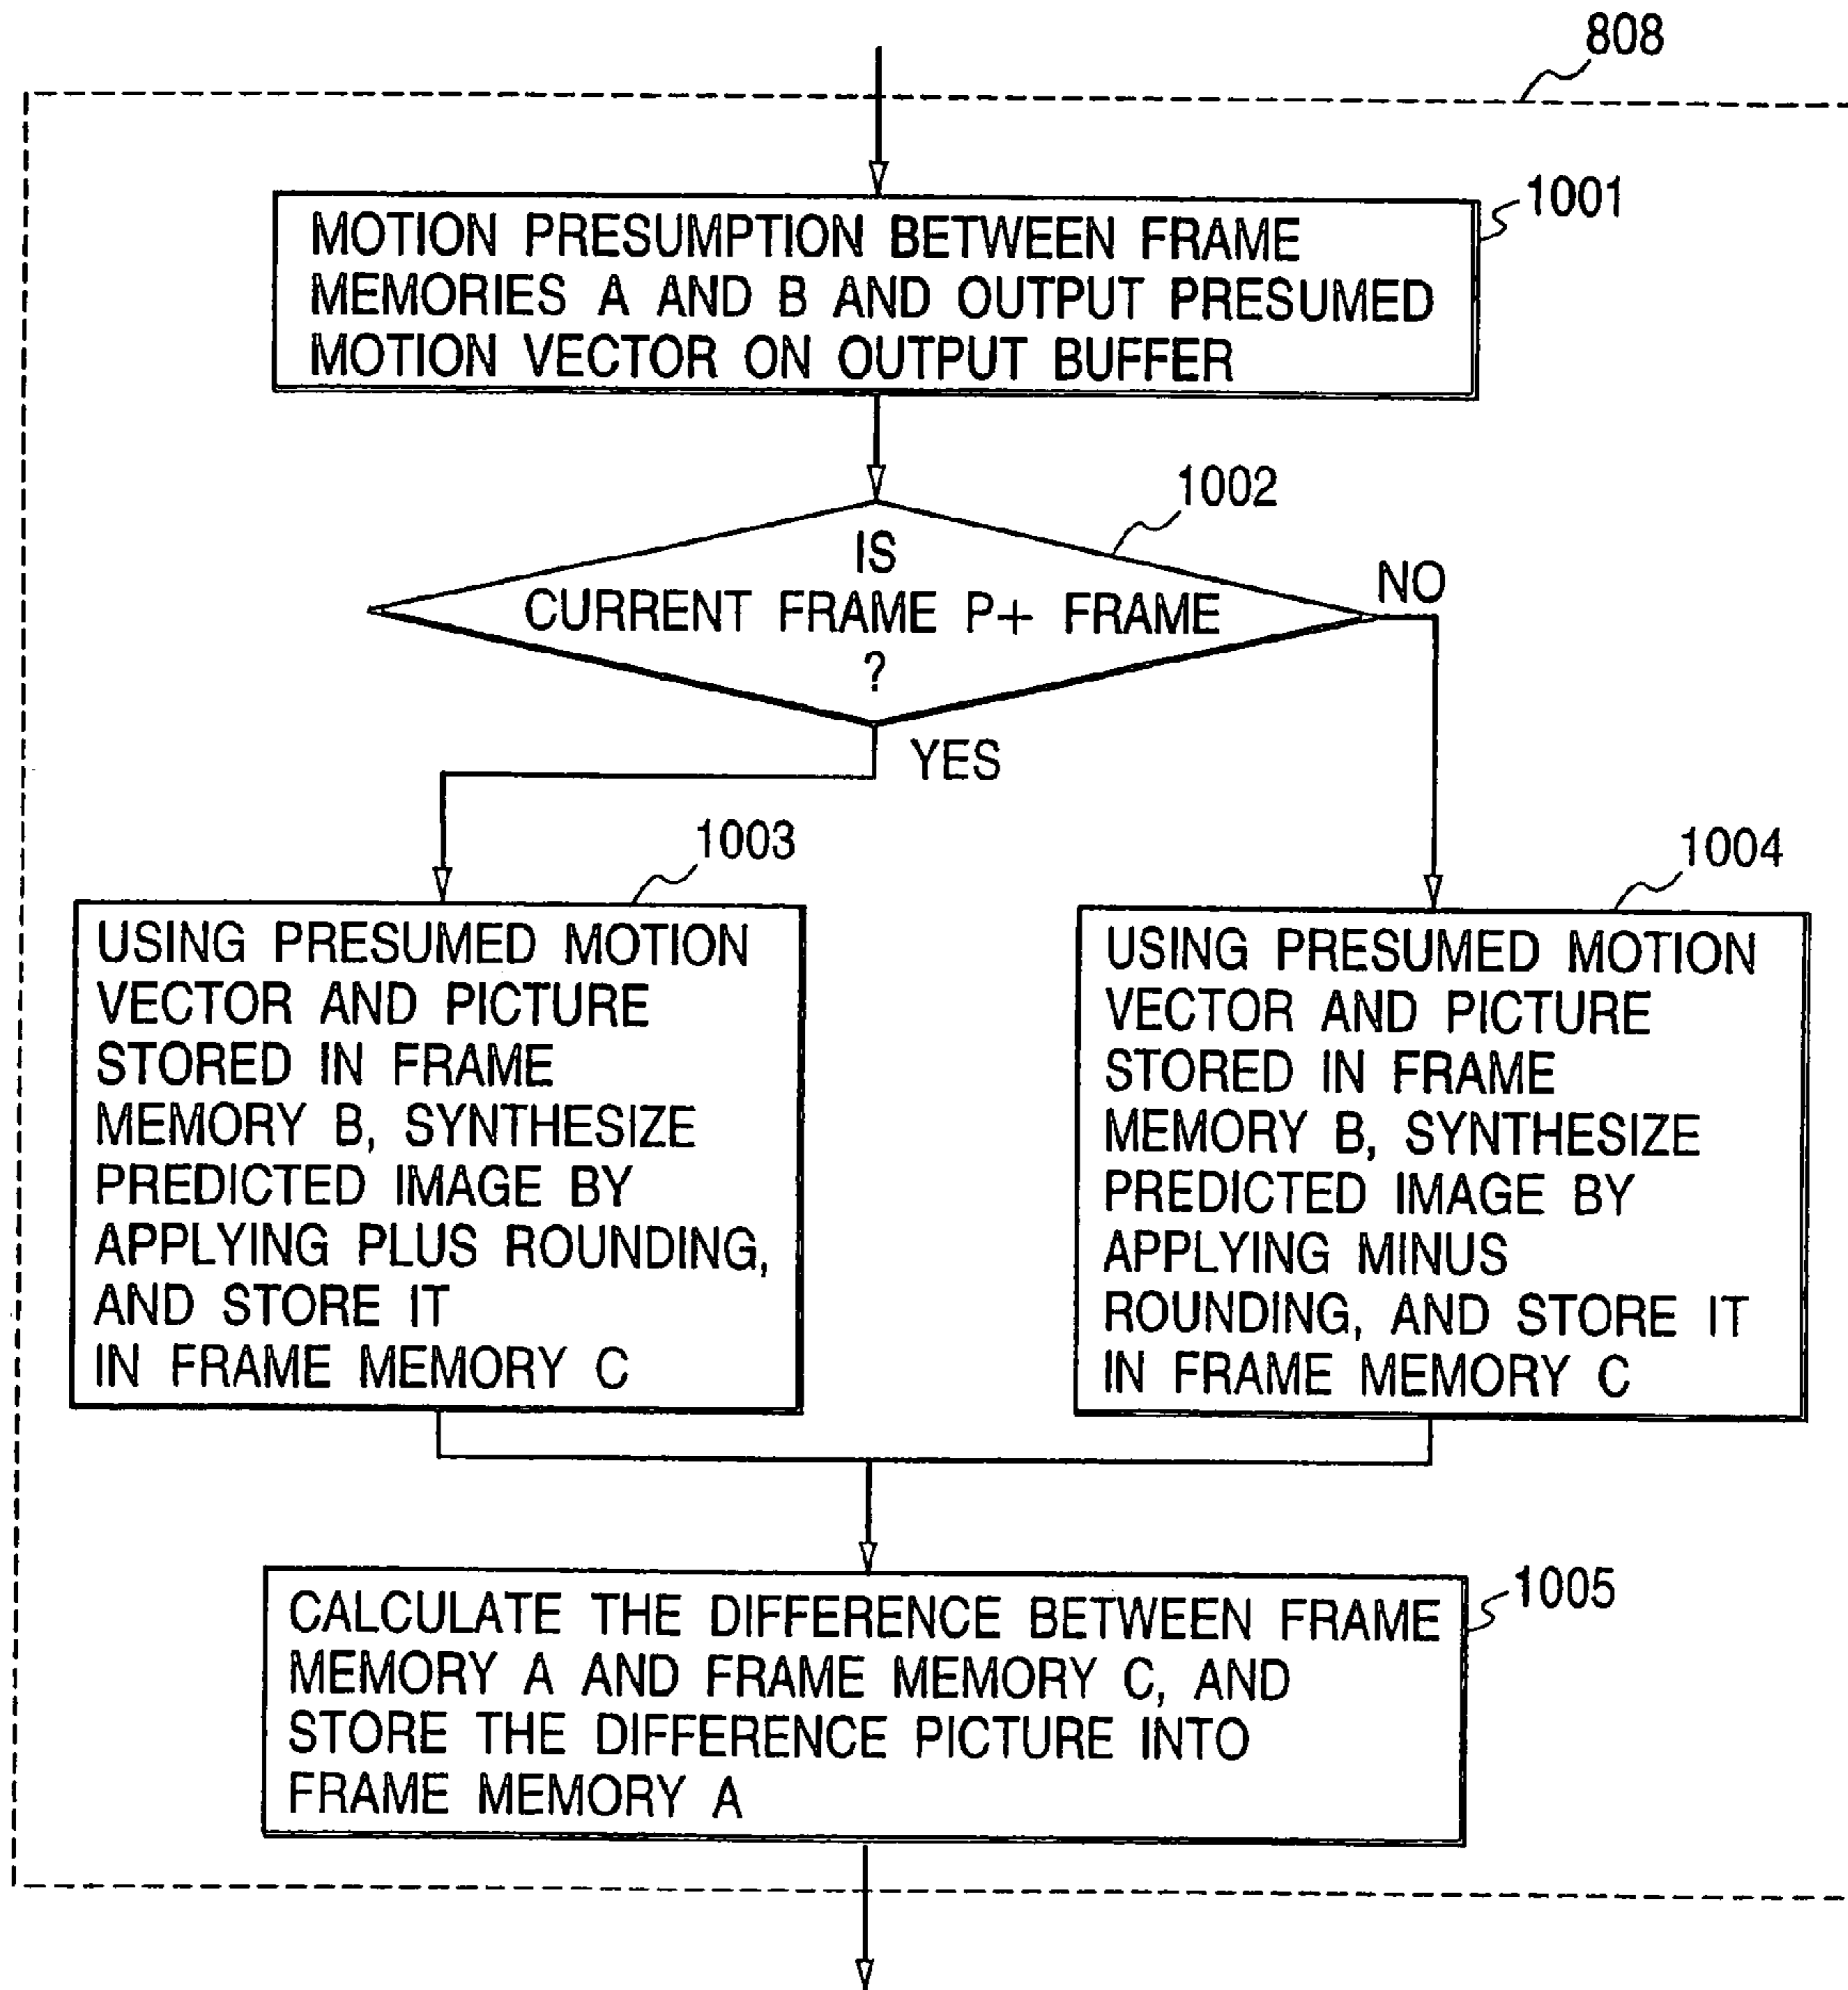 808
1001
MOTION PRESUMPTION BETWEEN FRAME
MEMORIES A AND B AND OUTPUT PRESUMED
MOTION VECTOR ON OUTPUT BUFFER
1002
IS
CURRENT FRAME P+ FRAME
?
NO
YES
1003
USING PRESUMED MOTION
VECTOR AND PICTURE
STORED IN FRAME
MEMORY B, SYNTHESIZE
PREDICTED IMAGE BY
APPLYING PLUS ROUNDING,
AND STORE IT
IN FRAME MEMORY C
1004
USING PRESUMED MOTION
VECTOR AND PICTURE
STORED IN FRAME
MEMORY B, SYNTHESIZE
PREDICTED IMAGE BY
APPLYING MINUS
ROUNDING, AND STORE IT
IN FRAME MEMORY C
1005
CALCULATE THE DIFFERENCE BETWEEN FRAME
MEMORY A AND FRAME MEMORY C, AND
STORE THE DIFFERENCE PICTURE INTO
FRAME MEMORY A